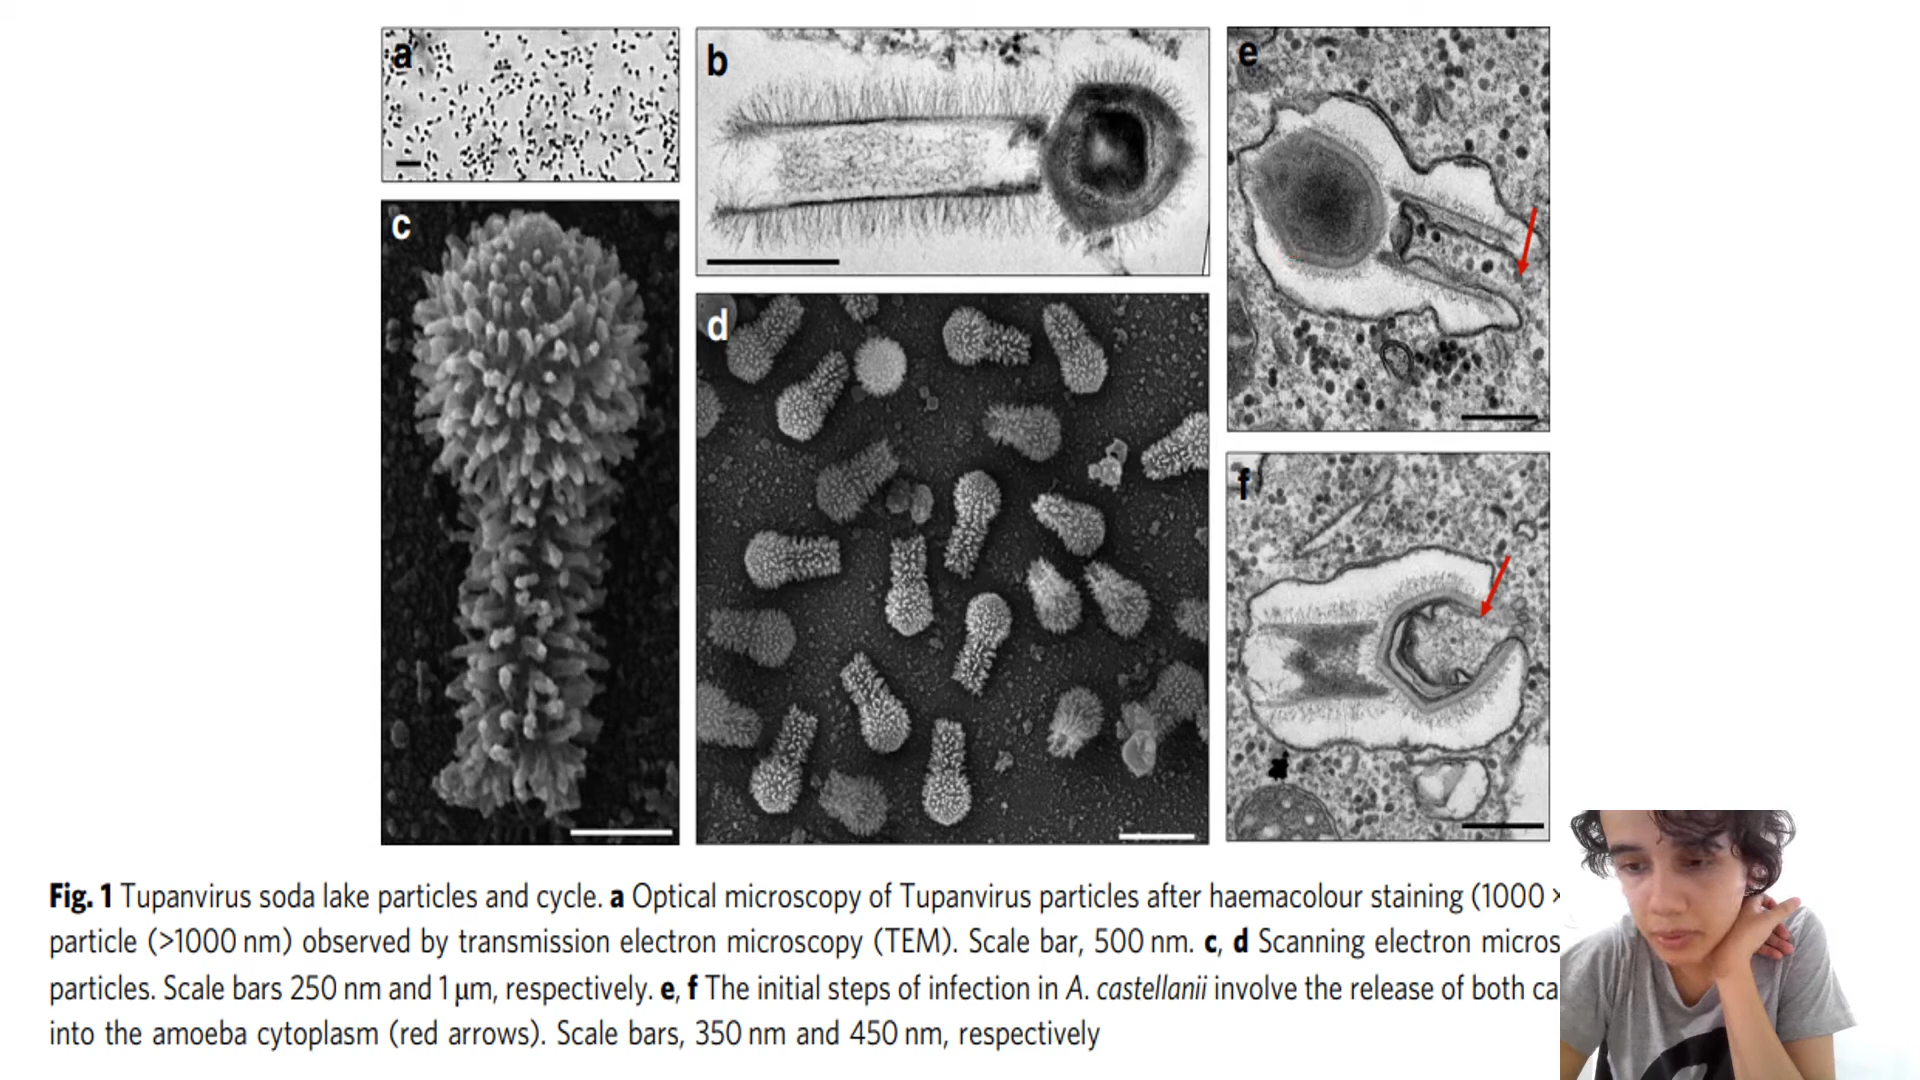 a
b
e
c
d
f
Fig. 1 Tupanvirus soda lake particles and cycle. a Optical microscopy of Tupanvirus particles after haemacolour staining (1000 ×
particle (>1000 nm) observed by transmission electron microscopy (TEM). Scale bar, 500 nm. c, d Scanning electron micros
particles. Scale bars 250 nm and 1 μm, respectively. e, f The initial steps of infection in A. castellanii involve the release of both ca
into the amoeba cytoplasm (red arrows). Scale bars, 350 nm and 450 nm, respectively